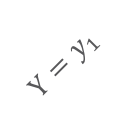 Y = y₁